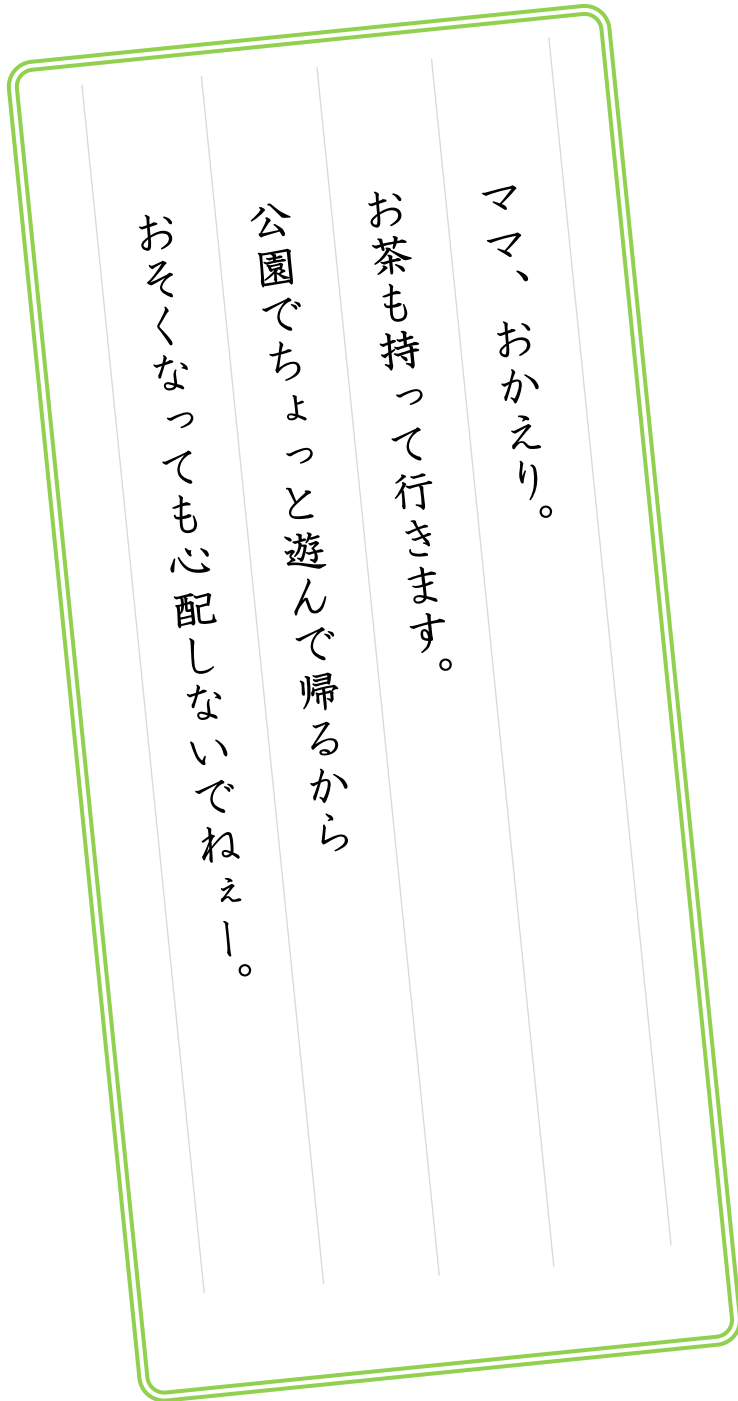 ママ、おかえり。
お茶も持って行きます。
公園でちょっと遊んで帰るから
おそくなっても心配しないでねぇー。